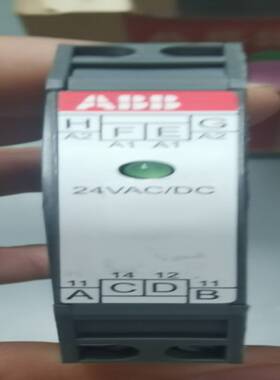 ABB
H F E G
A2 A1 A1 A2
24VAC/DC
11 14 12 11
A C D B